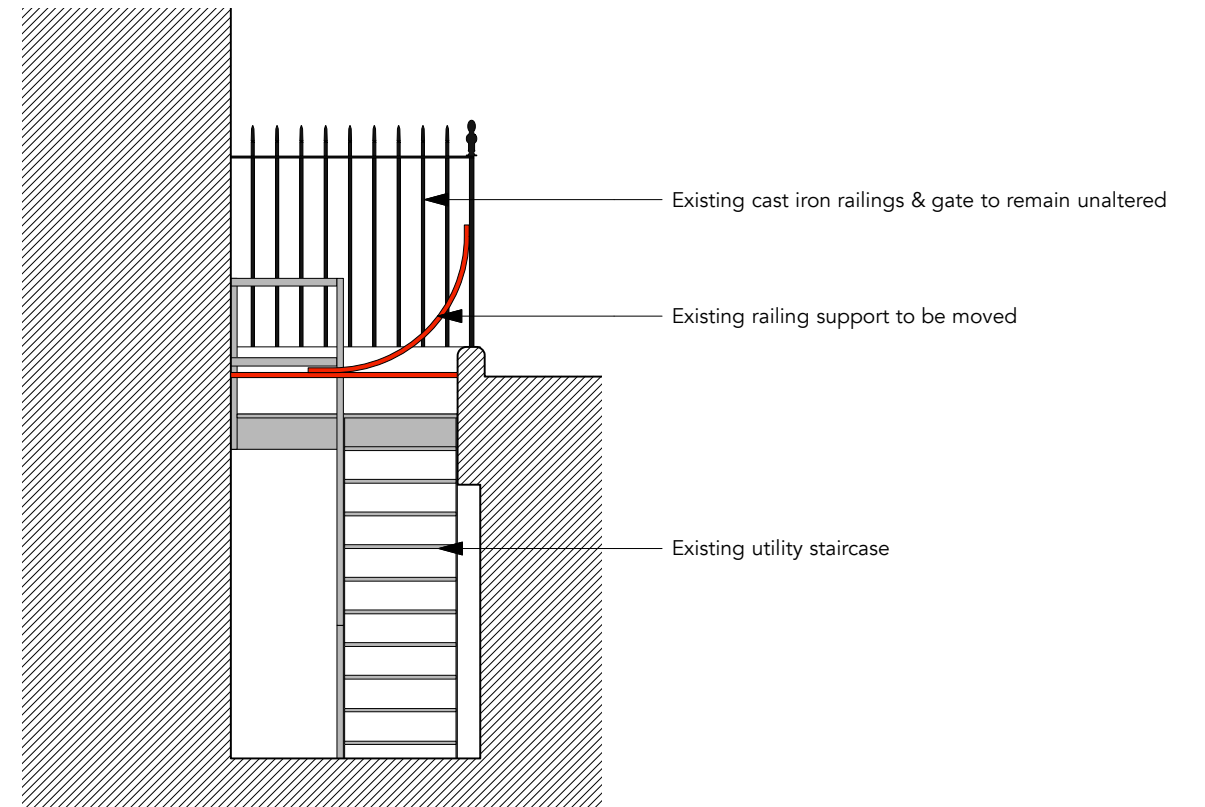 Existing cast iron railings & gate to remain unaltered
Existing railing support to be moved
Existing utility staircase